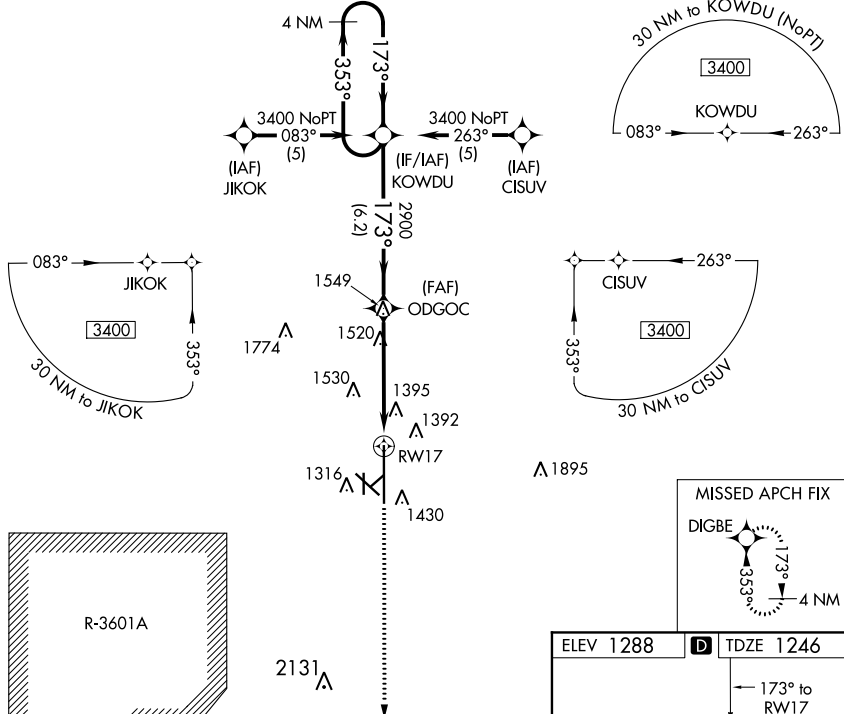 4 NM
353°
173°
3400 NoPT
083°
(5)
3400 NoPT
263°
(5)
(IAF)
JIKOK
(IF/IAF)
KOWDU
(IAF)
CISUV
30 NM to KOWDU (NoPT)
3400
KOWDU
083°
263°
2900
173°
(6.2)
083°
JIKOK
3400
353°
30 NM to JIKOK
263°
CISUV
3400
353°
30 NM to CISUV
1549
(FAF)
ODGOC
1774
1520
1530
1395
1392
RW17
1316
1430
1895
R-3601A
2131
MISSED APCH FIX
DIGBE
353°
173°
4 NM
ELEV 1288
D
TDZE 1246
173° to
RW17